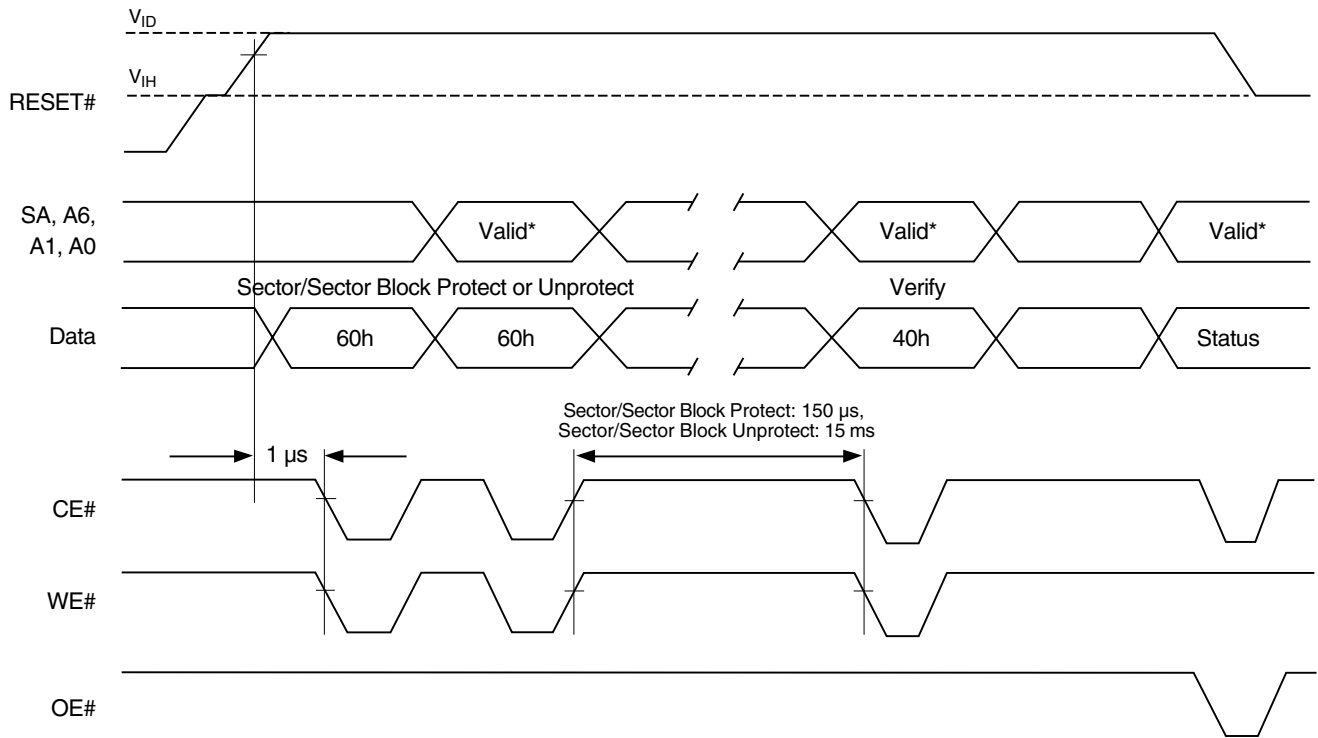 VID
VIH
RESET#
SA, A6,
A1, A0
Valid*
Valid*
Valid*
Sector/Sector Block Protect or Unprotect
Verify
Data
60h
60h
40h
Status
Sector/Sector Block Protect: 150 µs,
Sector/Sector Block Unprotect: 15 ms
1 µs
CE#
WE#
OE#